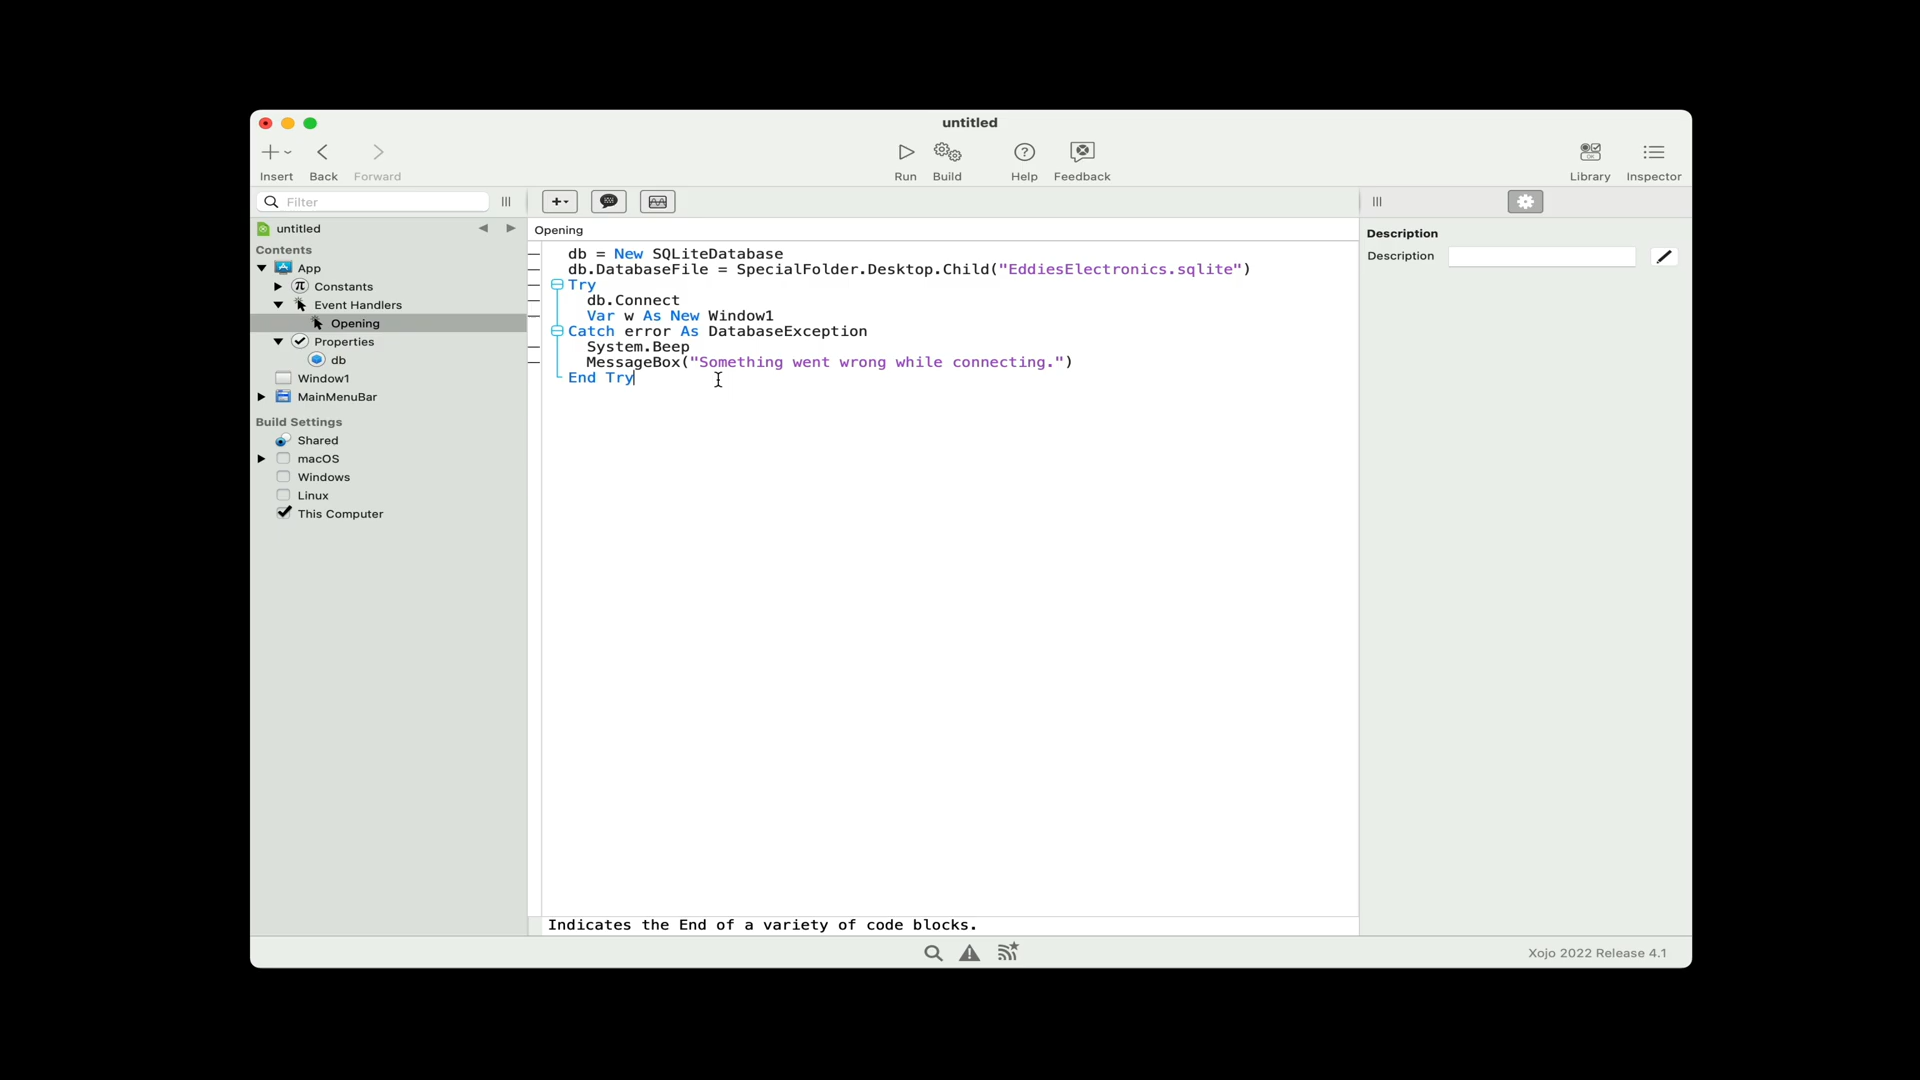 untitled
Insert Back Forward Run Build Help Feedback Library Inspector
Filter
untitled
Contents
App
Constants
Event Handlers
Opening
Properties
db
Window1
MainMenuBar
Build Settings
Shared
macOS
Windows
Linux
This Computer
Opening
db = New SQLiteDatabase
db.DatabaseFile = SpecialFolder.Desktop.Child("EddiesElectronics.sqlite")
Try
db.Connect
Var w As New Window1
Catch error As DatabaseException
System.Beep
MessageBox("Something went wrong while connecting.")
End Try
Indicates the End of a variety of code blocks.
Description
Description
Xojo 2022 Release 4.1